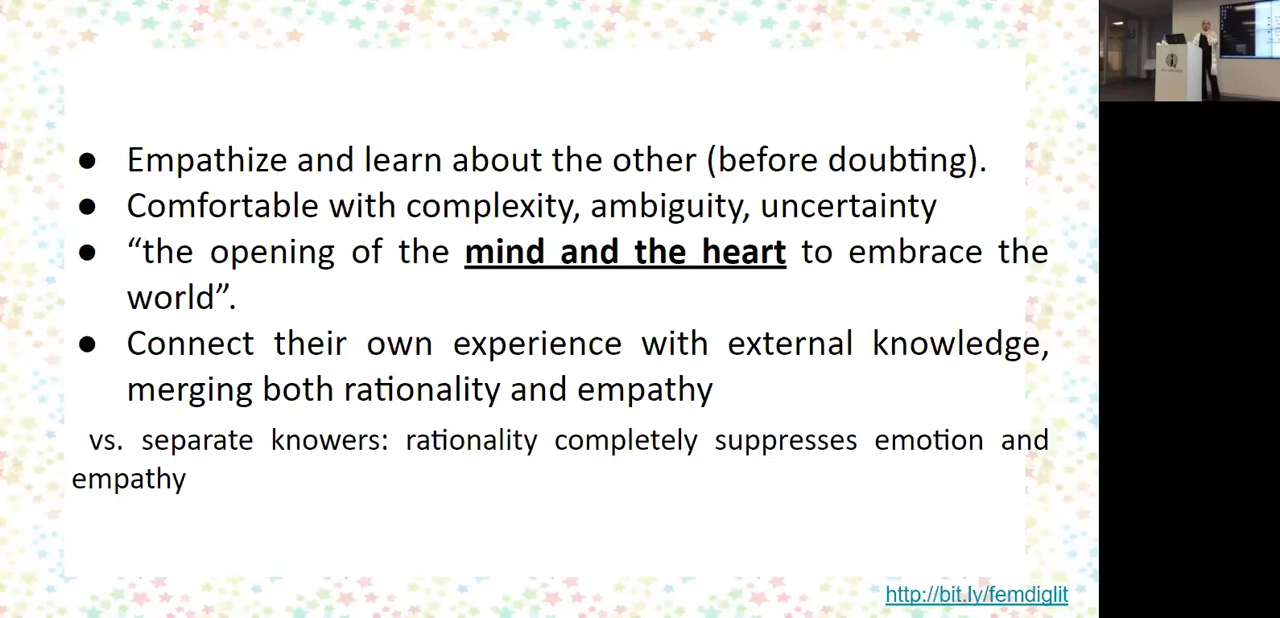 ● Empathize and learn about the other (before doubting).
● Comfortable with complexity, ambiguity, uncertainty
● “the opening of the mind and the heart to embrace the
world”.
● Connect their own experience with external knowledge,
merging both rationality and empathy
vs. separate knowers: rationality completely suppresses emotion and
empathy
http://bit.ly/femdiglit